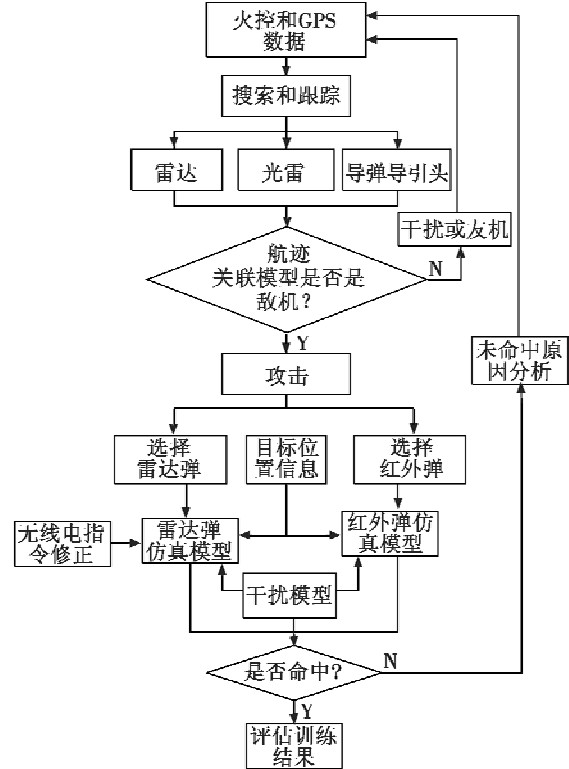 火控和GPS
数据
搜索和跟踪
雷达
光雷
导弹导引头
干扰或友机
航迹
关联模型是否是
敌机？
N
Y
未命中原
因分析
攻击
选择
雷达弹
目标位
置信息
选择
红外弹
无线电指
令修正
雷达弹
仿真模型
红外弹仿
真模型
干扰模型
是否命中？
N
Y
评估训练
结果